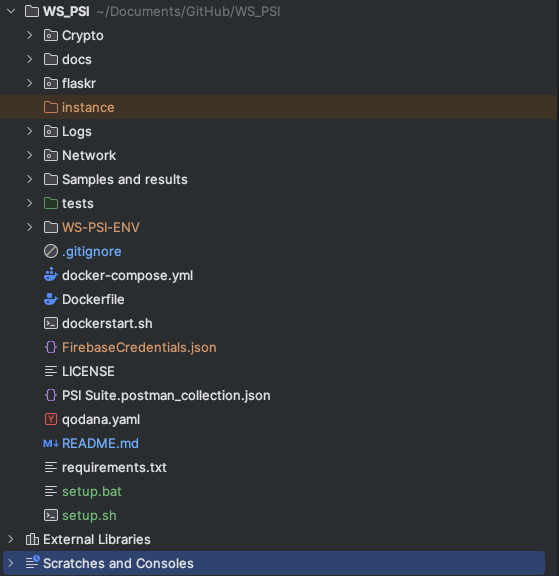 WS_PSI ~/Documents/GitHub/WS_PSI
Crypto
docs
flaskr
instance
Logs
Network
Samples and results
tests
WS-PSI-ENV
.gitignore
docker-compose.yml
Dockerfile
dockerstart.sh
{} FirebaseCredentials.json
LICENSE
{} PSI Suite.postman_collection.json
Y qodana.yaml
M↓ README.md
requirements.txt
setup.bat
setup.sh
External Libraries
Scratches and Consoles